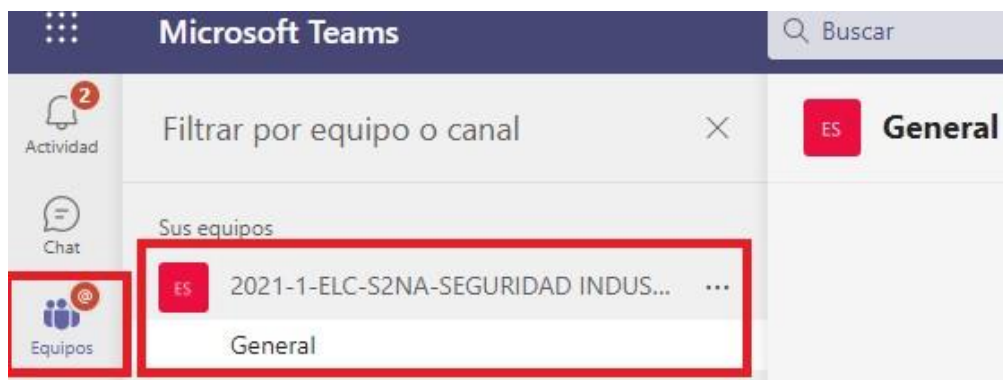 Microsoft Teams
Buscar
2
Actividad
Filtrar por equipo o canal
ES General
Chat
Sus equipos
ES 2021-1-ELC-S2NA-SEGURIDAD INDUS... ...
@
Equipos
General